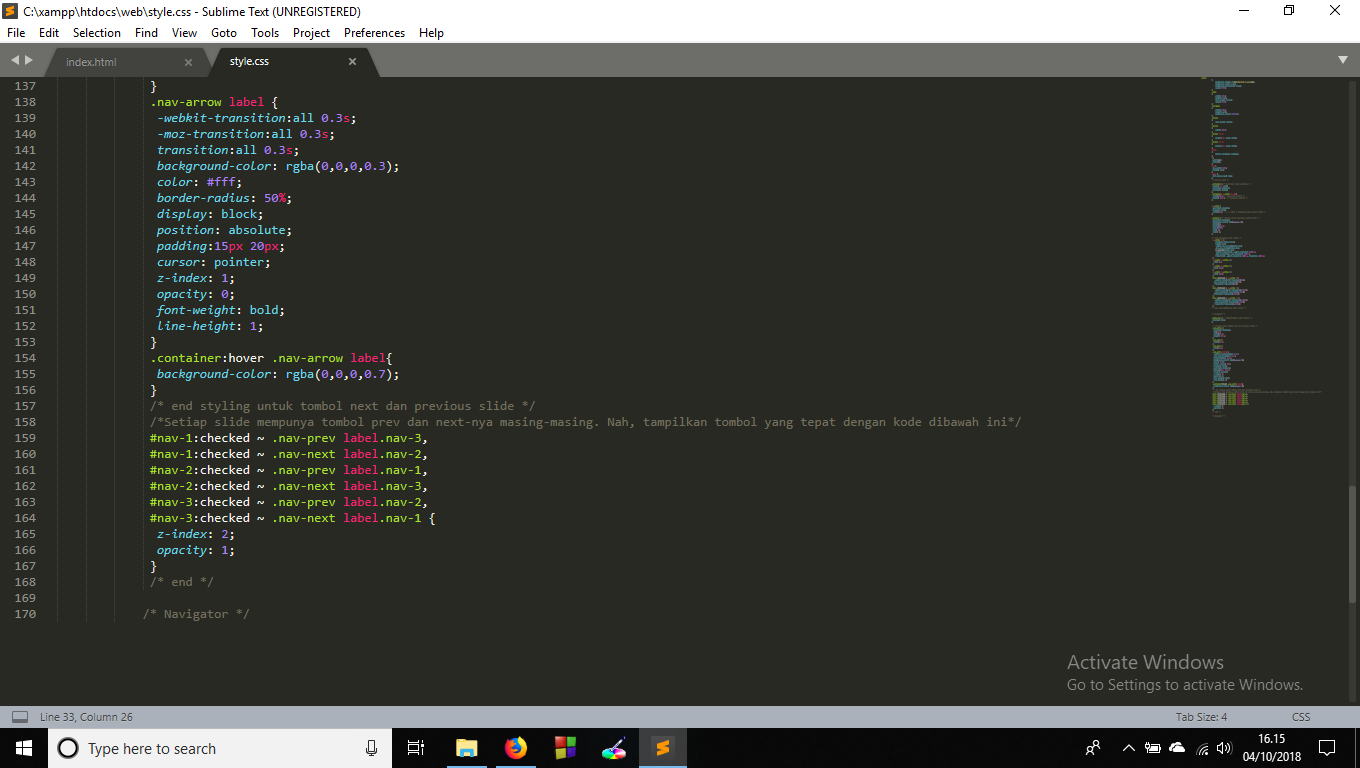 C:\xampp\htdocs\web\style.css - Sublime Text (UNREGISTERED)
File Edit Selection Find View Goto Tools Project Preferences Help
index.html × style.css ×
137 }
138 .nav-arrow label {
139 -webkit-transition:all 0.3s;
140 -moz-transition:all 0.3s;
141 transition:all 0.3s;
142 background-color: rgba(0,0,0,0.3);
143 color: #fff;
144 border-radius: 50%;
145 display: block;
146 position: absolute;
147 padding:15px 20px;
148 cursor: pointer;
149 z-index: 1;
150 opacity: 0;
151 font-weight: bold;
152 line-height: 1;
153 }
154 .container:hover .nav-arrow label{
155 background-color: rgba(0,0,0,0.7);
156 }
157 /* end styling untuk tombol next dan previous slide */
158 /*Setiap slide mempunya tombol prev dan next-nya masing-masing. Nah, tampilkan tombol yang tepat dengan kode dibawah ini*/
159 #nav-1:checked ~ .nav-prev label.nav-3,
160 #nav-1:checked ~ .nav-next label.nav-2,
161 #nav-2:checked ~ .nav-prev label.nav-1,
162 #nav-2:checked ~ .nav-next label.nav-3,
163 #nav-3:checked ~ .nav-prev label.nav-2,
164 #nav-3:checked ~ .nav-next label.nav-1 {
165 z-index: 2;
166 opacity: 1;
167 }
168 /* end */
169
170 /* Navigator */
Activate Windows
Go to Settings to activate Windows.
Line 33, Column 26 Tab Size: 4 CSS
Type here to search
16.15
04/10/2018